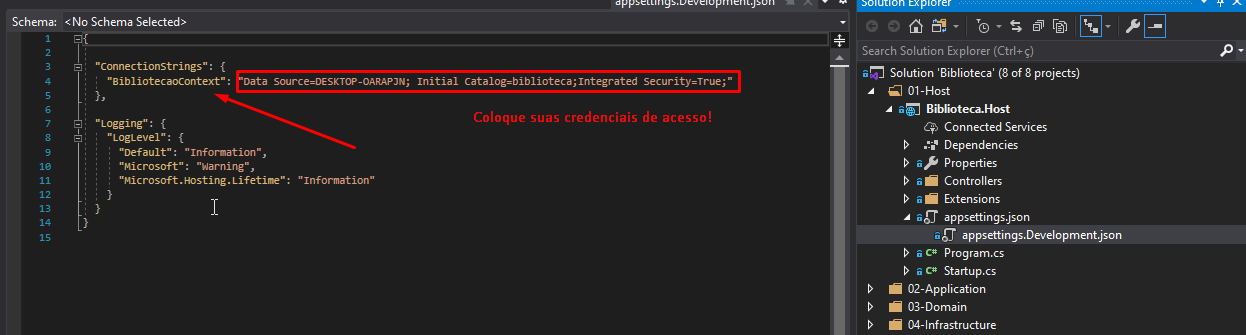 appsettings.Development.json
Schema: <No Schema Selected>
1 {
2
3 "ConnectionStrings": {
4 "BibliotecaoContext": "Data Source=DESKTOP-OARAPJN; Initial Catalog=biblioteca;Integrated Security=True;"
5 },
6
Coloque suas credenciais de acesso!
7 "Logging": {
8 "LogLevel": {
9 "Default": "Information",
10 "Microsoft": "Warning",
11 "Microsoft.Hosting.Lifetime": "Information"
12 }
13 }
14 }
15
Solution Explorer
Search Solution Explorer (Ctrl+ç)
Solution 'Biblioteca' (8 of 8 projects)
01-Host
Biblioteca.Host
Connected Services
Dependencies
Properties
Controllers
Extensions
appsettings.json
appsettings.Development.json
C# Program.cs
C# Startup.cs
02-Application
03-Domain
04-Infrastructure